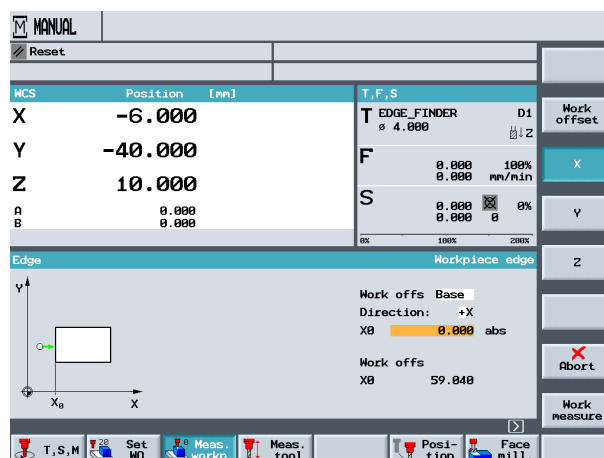 M MANUAL
// Reset
WCS Position [mm]
X -6.000
Y -40.000
Z 10.000
A 0.000
B 0.000
T,F,S
T EDGE_FINDER D1
ø 4.000 ↓Z
F 0.000 100%
0.000 mm/min
S 0.000 0%
0.000 0
0% 100% 200%
Edge Workpiece edge
Y
X0 X
Work offs Base
Direction: +X
X0 0.000 abs
Work offs
X0 59.040
Work
offset
X
Y
Z
Abort
Work
measure
T,S,M
20 Set
WO
0 Meas.
workp.
Meas.
tool
Posi-
tion
Face
mill.